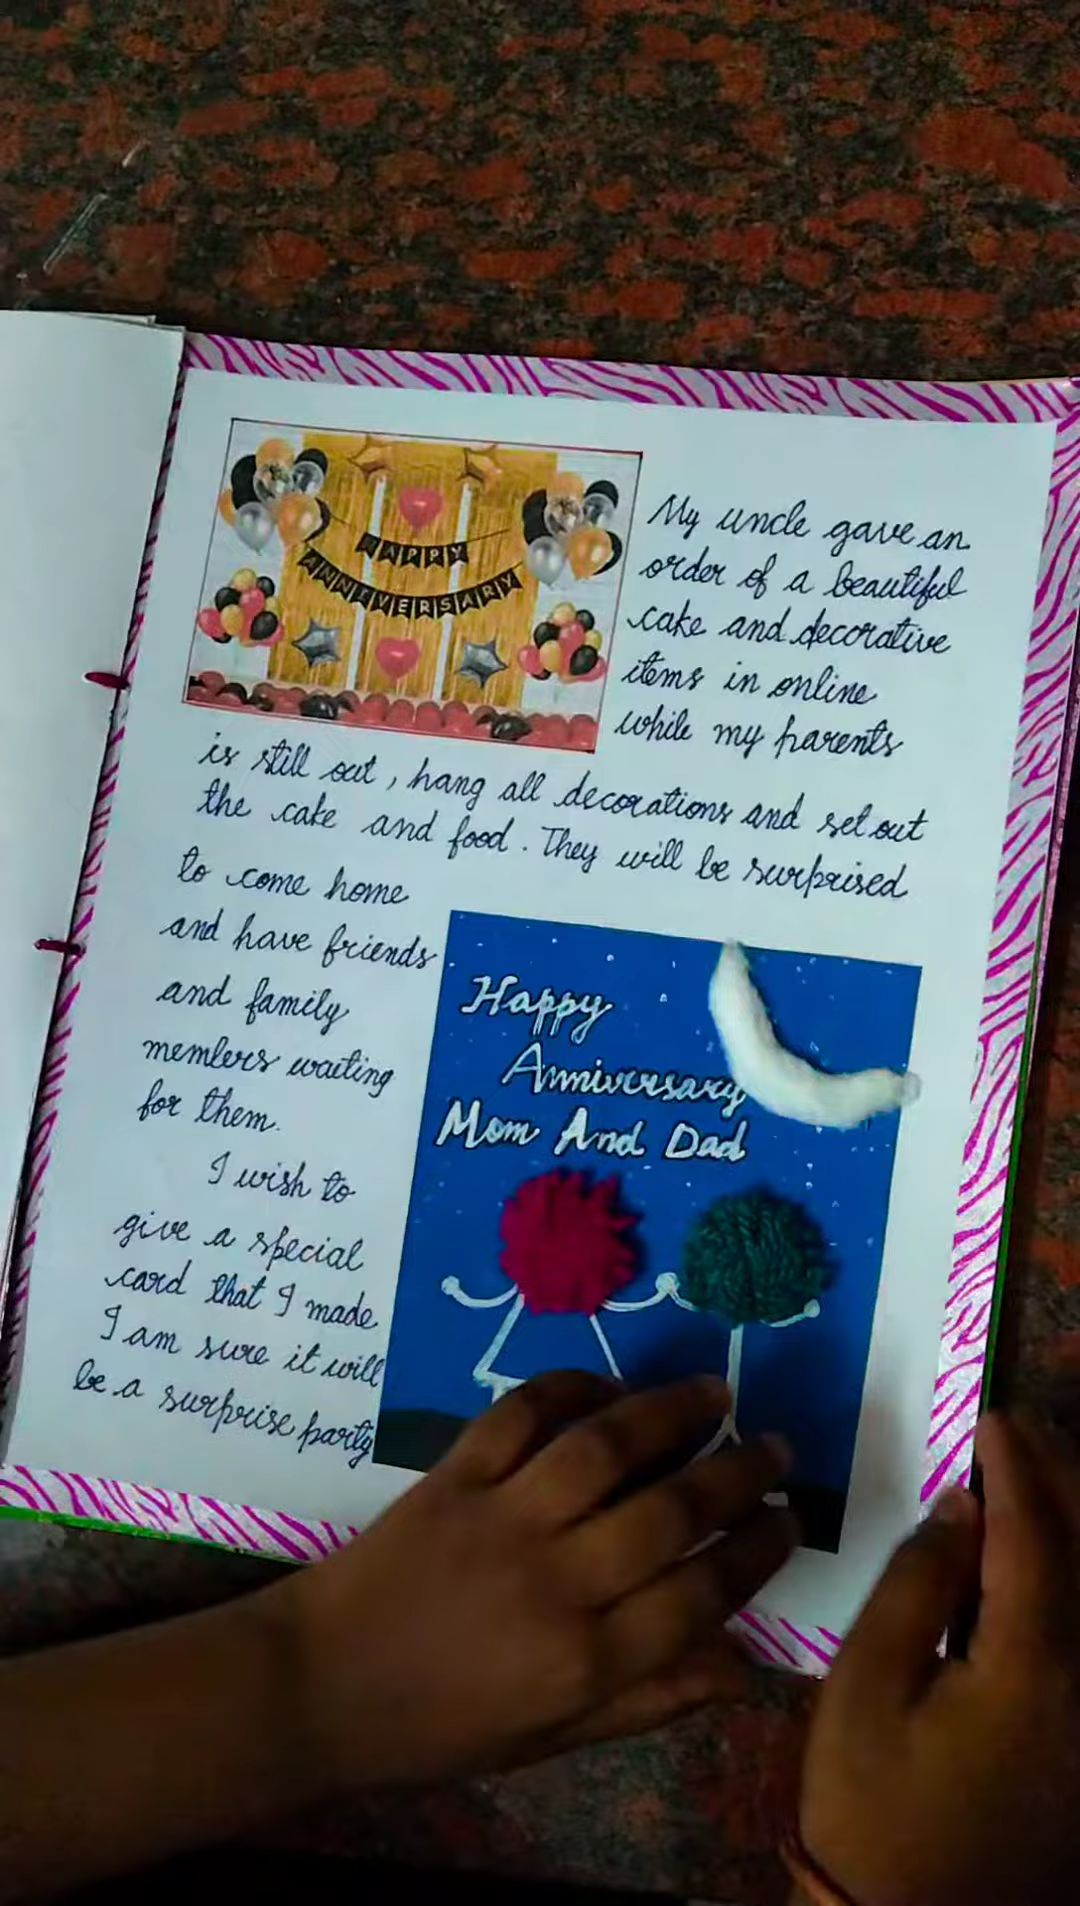 HAPPY
ANNIVERSARY
My uncle gave an
order of a beautiful
cake and decorative
items in online
while my parents
is still out, hang all decorations and set out
the cake and food. They will be surprised
to come home
and have friends
and family
members waiting
for them.
I wish to
give a special
card that I made
I am sure it will
be a surprise party
Happy
Anniversary
Mom And Dad